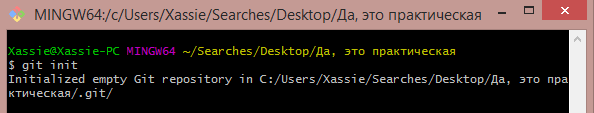 MINGW64:/c/Users/Xassie/Searches/Desktop/Да, это практическая
Xassie@Xassie-PC MINGW64 ~/Searches/Desktop/Да, это практическая
$ git init
Initialized empty Git repository in C:/Users/Xassie/Searches/Desktop/Да, это пра
ктическая/.git/